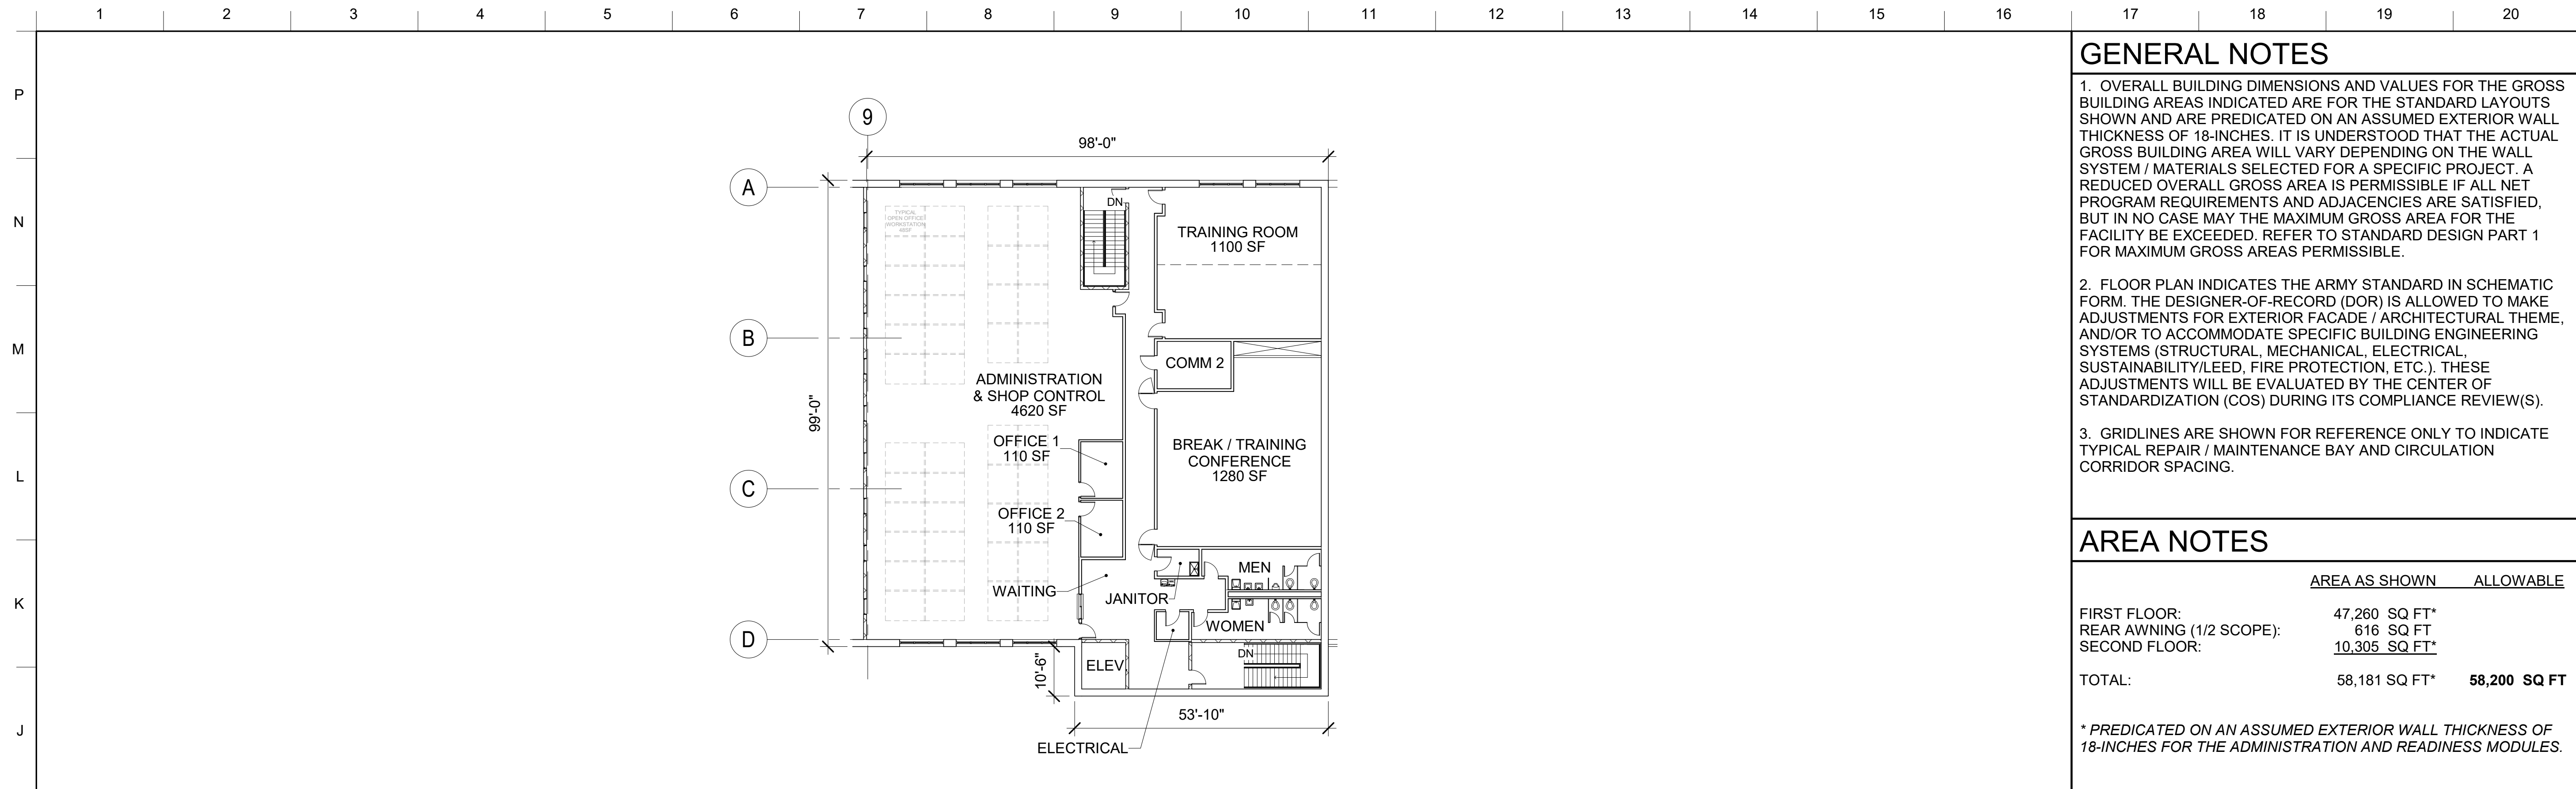 1 2 3 4 5 6 7 8 9 10 11 12 13 14 15 16 17 18 19 20
P
N
M
L
K
J
9
98'-0"
A
B
C
D
99'-0"
TYPICAL
OPEN OFFICE
WORKSTATION
48SF
DN
TRAINING ROOM
1100 SF
COMM 2
ADMINISTRATION
& SHOP CONTROL
4620 SF
OFFICE 1
110 SF
BREAK / TRAINING
CONFERENCE
1280 SF
OFFICE 2
110 SF
WAITING
JANITOR
MEN
WOMEN
ELEV
DN
10'-6"
53'-10"
ELECTRICAL
GENERAL NOTES
1. OVERALL BUILDING DIMENSIONS AND VALUES FOR THE GROSS
BUILDING AREAS INDICATED ARE FOR THE STANDARD LAYOUTS
SHOWN AND ARE PREDICATED ON AN ASSUMED EXTERIOR WALL
THICKNESS OF 18-INCHES. IT IS UNDERSTOOD THAT THE ACTUAL
GROSS BUILDING AREA WILL VARY DEPENDING ON THE WALL
SYSTEM / MATERIALS SELECTED FOR A SPECIFIC PROJECT. A
REDUCED OVERALL GROSS AREA IS PERMISSIBLE IF ALL NET
PROGRAM REQUIREMENTS AND ADJACENCIES ARE SATISFIED,
BUT IN NO CASE MAY THE MAXIMUM GROSS AREA FOR THE
FACILITY BE EXCEEDED. REFER TO STANDARD DESIGN PART 1
FOR MAXIMUM GROSS AREAS PERMISSIBLE.
2. FLOOR PLAN INDICATES THE ARMY STANDARD IN SCHEMATIC
FORM. THE DESIGNER-OF-RECORD (DOR) IS ALLOWED TO MAKE
ADJUSTMENTS FOR EXTERIOR FACADE / ARCHITECTURAL THEME,
AND/OR TO ACCOMMODATE SPECIFIC BUILDING ENGINEERING
SYSTEMS (STRUCTURAL, MECHANICAL, ELECTRICAL,
SUSTAINABILITY/LEED, FIRE PROTECTION, ETC.). THESE
ADJUSTMENTS WILL BE EVALUATED BY THE CENTER OF
STANDARDIZATION (COS) DURING ITS COMPLIANCE REVIEW(S).
3. GRIDLINES ARE SHOWN FOR REFERENCE ONLY TO INDICATE
TYPICAL REPAIR / MAINTENANCE BAY AND CIRCULATION
CORRIDOR SPACING.
AREA NOTES
AREA AS SHOWN ALLOWABLE
FIRST FLOOR: 47,260 SQ FT*
REAR AWNING (1/2 SCOPE): 616 SQ FT
SECOND FLOOR: 10,305 SQ FT*
TOTAL: 58,181 SQ FT* 58,200 SQ FT
* PREDICATED ON AN ASSUMED EXTERIOR WALL THICKNESS OF
18-INCHES FOR THE ADMINISTRATION AND READINESS MODULES.